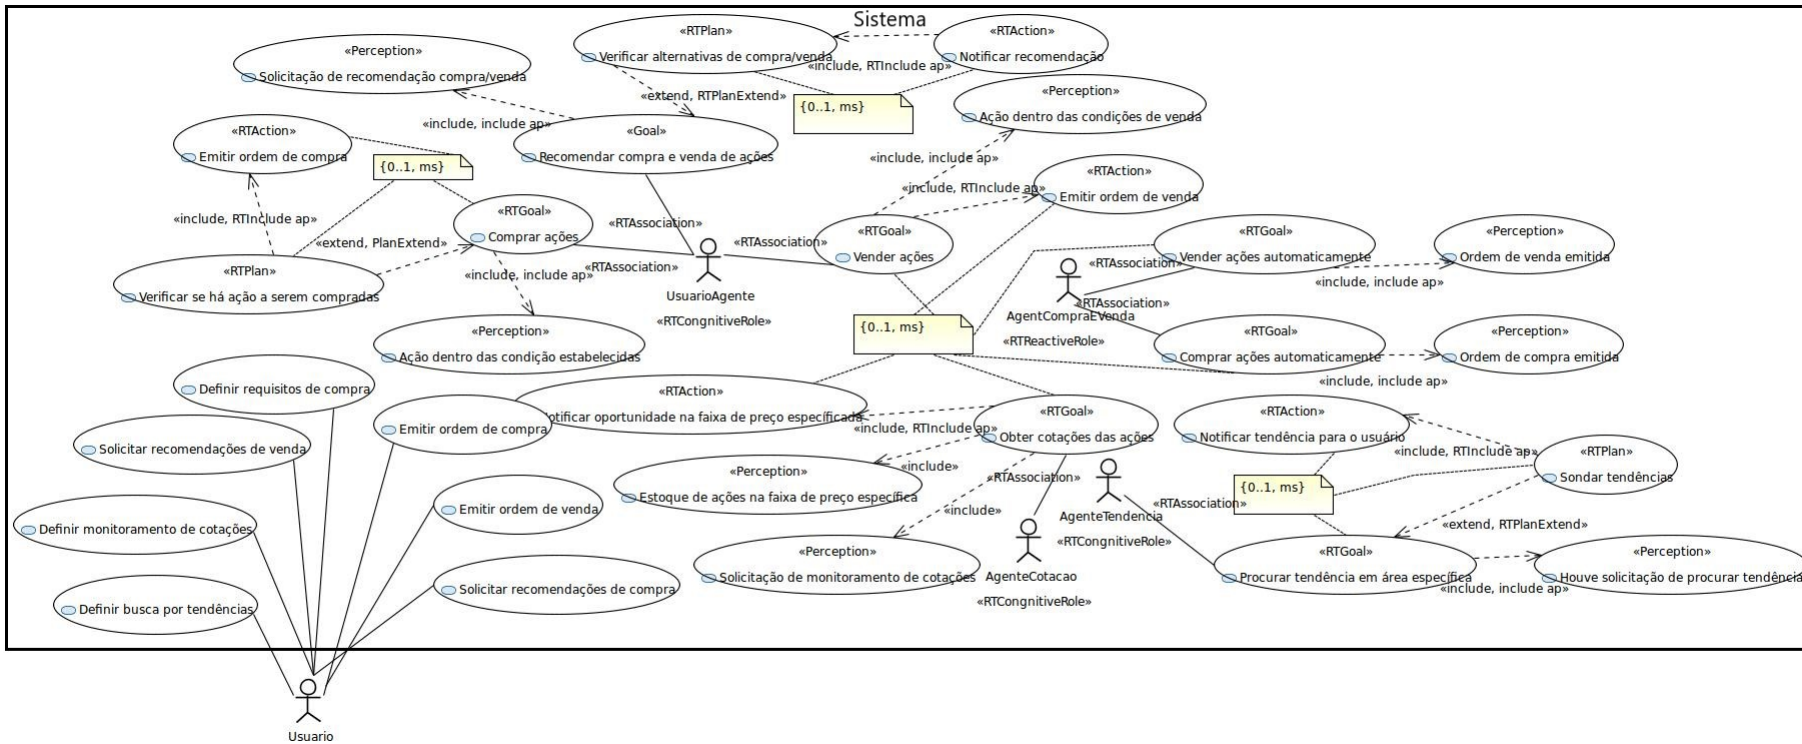 Sistema
«RTPlan»
Verificar alternativas de compra/venda
«RTAction»
Notificar recomendação
«include, RTInclude ap»
«Perception»
Solicitação de recomendação compra/venda
«extend, RTPlanExtend»
{0..1, ms}
«Perception»
Ação dentro das condições de venda
«include, include ap»
«RTAction»
Emitir ordem de compra
{0..1, ms}
«Goal»
Recomendar compra e venda de ações
«include, include ap»
«include, RTInclude ap»
«RTAction»
Emitir ordem de venda
«include, RTInclude ap»
«extend, PlanExtend»
«RTGoal»
Comprar ações
«RTAssociation»
«RTAssociation»
«RTAssociation»
«RTGoal»
Vender ações
«RTGoal»
Vender ações automaticamente
«Perception»
Ordem de venda emitida
«RTAssociation»
«include, include ap»
«RTPlan»
Verificar se há ação a serem compradas
«include, include ap»
UsuarioAgente
«RTCongnitiveRole»
«RTAssociation»
AgentCompraEVenda
«RTReactiveRole»
{0..1, ms}
«Perception»
Ação dentro das condição estabelecidas
«RTGoal»
Comprar ações automaticamente
«Perception»
Ordem de compra emitida
«include, include ap»
Definir requisitos de compra
«RTAction»
otificar oportunidade na faixa de preço específicada
Emitir ordem de compra
«include, RTInclude ap»
«RTGoal»
Obter cotações das ações
«RTAction»
Notificar tendência para o usuário
«include, RTInclude ap»
«RTPlan»
Sondar tendências
Solicitar recomendações de venda
«Perception»
Estoque de ações na faixa de preço específica
«include»
«RTAssociation»
{0..1, ms}
«RTAssociation»
AgenteTendencia
«RTCongnitiveRole»
Emitir ordem de venda
«include»
«extend, RTPlanExtend»
Definir monitoramento de cotações
«Perception»
Solicitação de monitoramento de cotações
AgenteCotacao
«RTCongnitiveRole»
«RTGoal»
Procurar tendência em área específica
«Perception»
Houve solicitação de procurar tendência
«include, include ap»
Solicitar recomendações de compra
Definir busca por tendências
Usuario